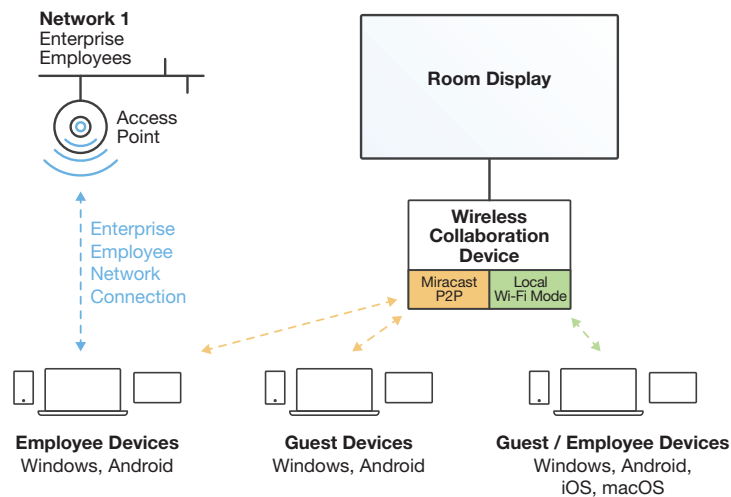 Network 1
Enterprise
Employees
Access
Point
Room Display
Enterprise
Employee
Network
Connection
Wireless
Collaboration
Device
Miracast
P2P
Local
Wi-Fi Mode
Employee Devices
Windows, Android
Guest Devices
Windows, Android
Guest / Employee Devices
Windows, Android,
iOS, macOS